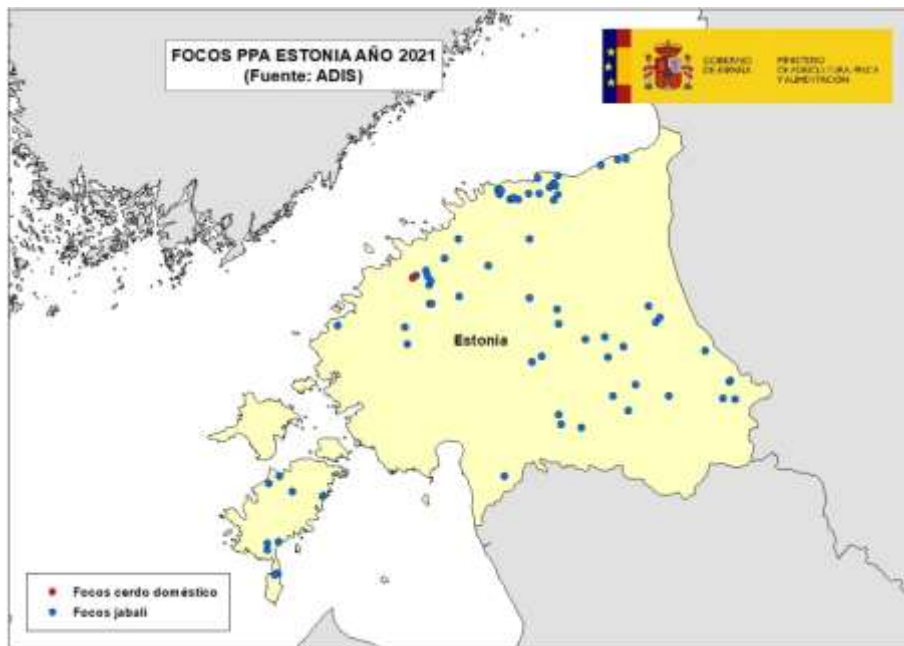 FOCOS PPA ESTONIA AÑO 2021
(Fuente: ADIS)
GOBIERNO
DE ESPAÑA
MINISTERIO
DE AGRICULTURA, PESCA
Y ALIMENTACIÓN
Estonia
Focos cerdo doméstico
Focos jabalí